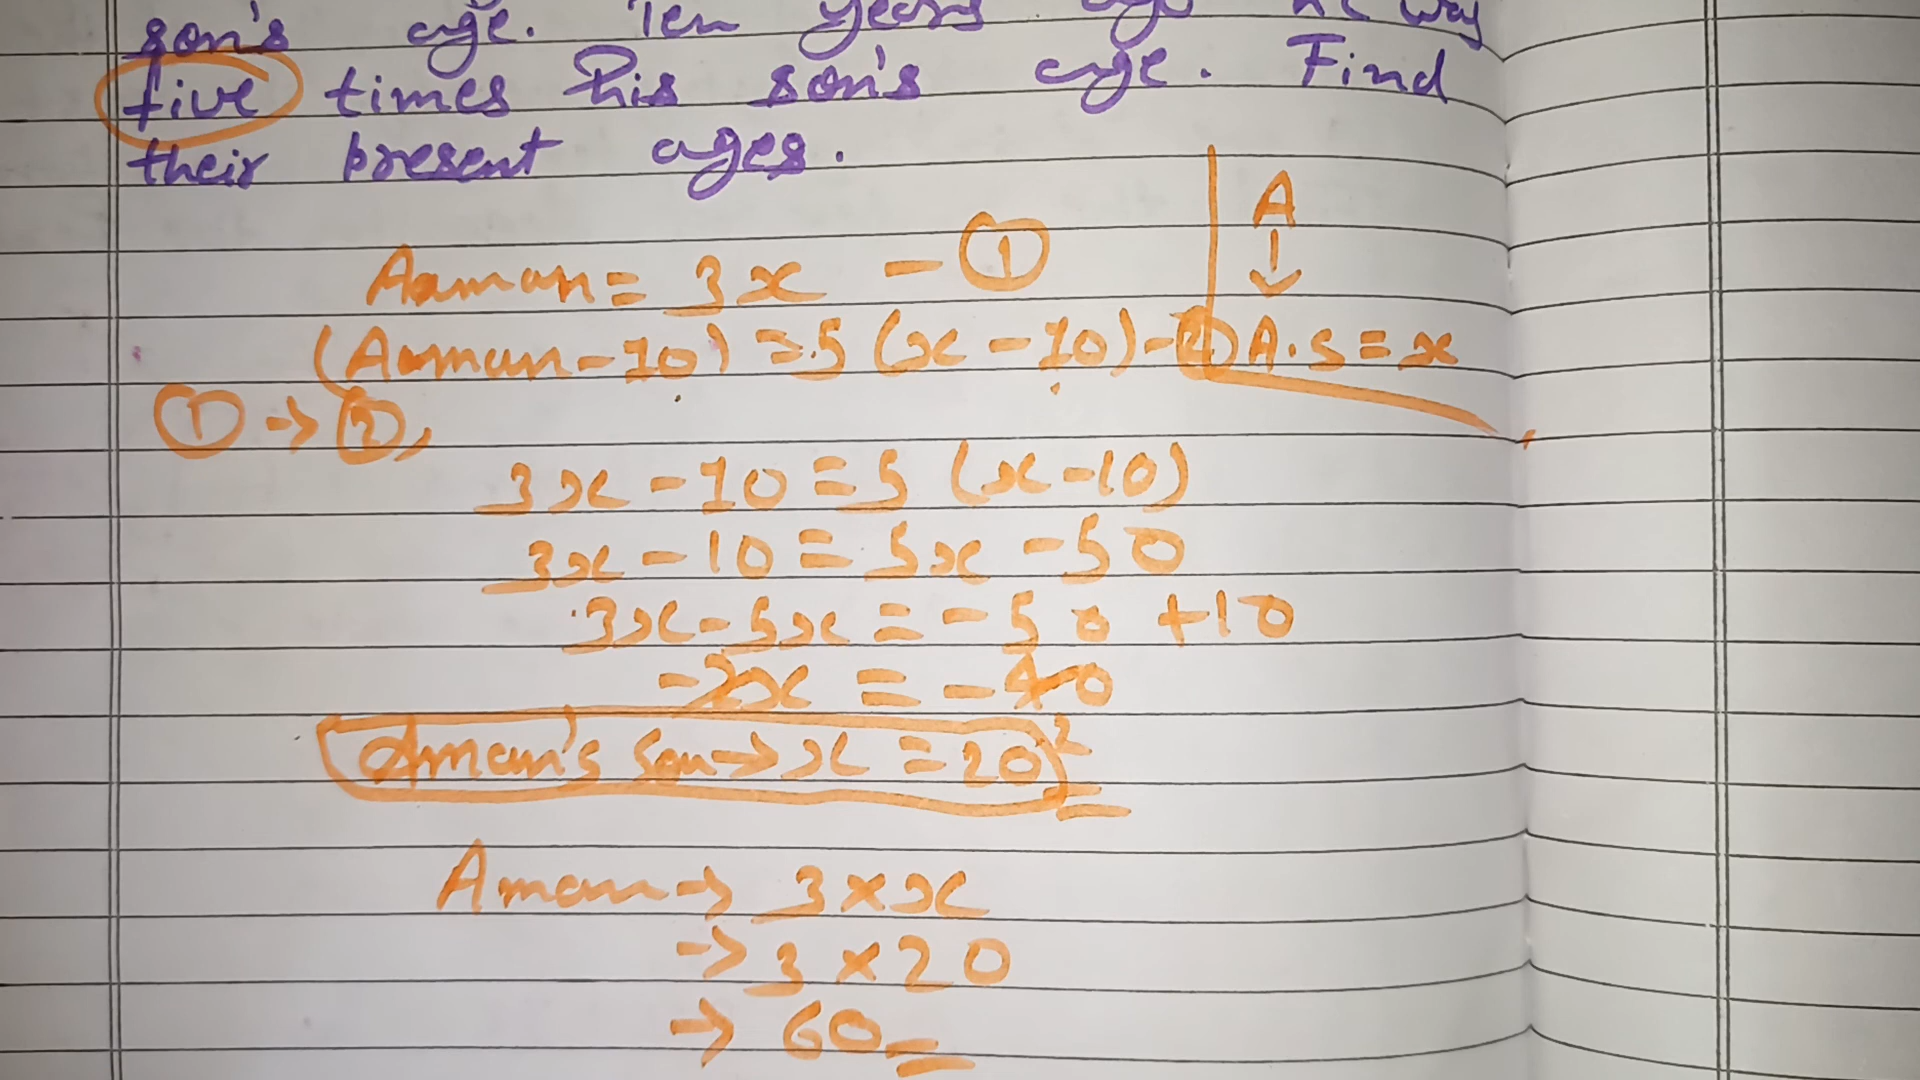 son's age. Ten years ago he was
five times his son's age. Find
their present ages.
A
↓
Aaman = 3x - ①
(Aaman - 10) = 5 (x - 10) - ② A.S = x
① → ②,
3x - 10 = 5 (x - 10)
3x - 10 = 5x - 50
3x - 5x = - 50 + 10
- 2x = - 40
Aman's son → x = 20
Aman → 3 × x
→ 3 × 20
→ 60